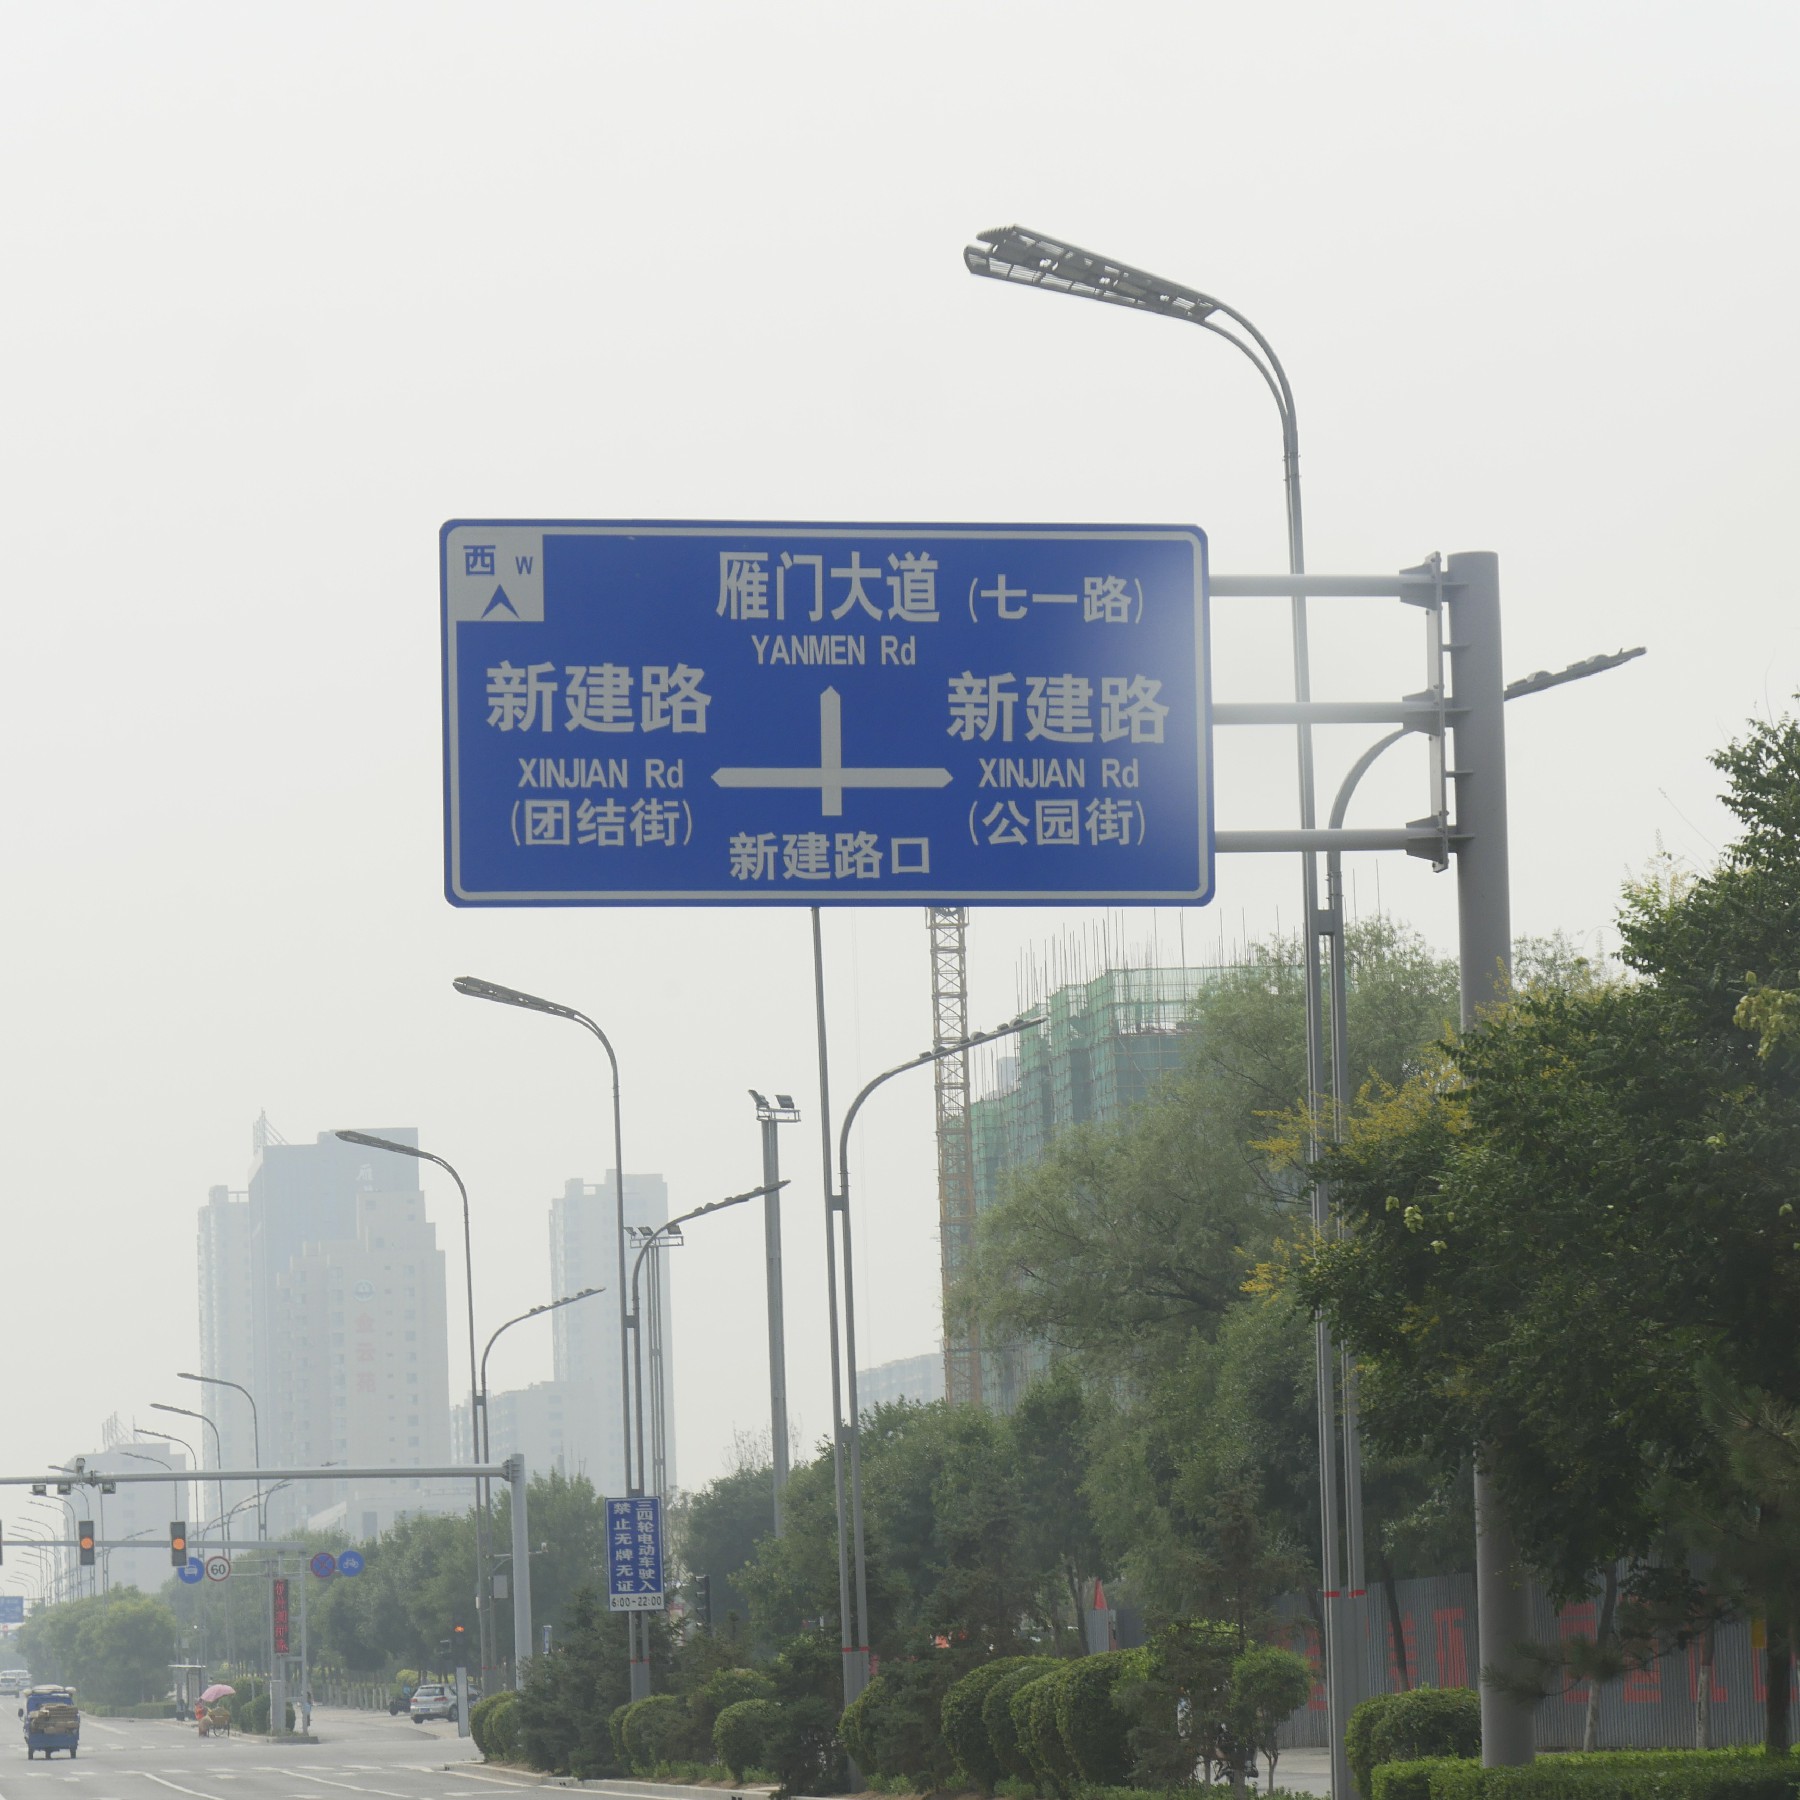 西 W
雁门大道 (七一路)
YANMEN Rd
新建路
XINJIAN Rd
(团结街)
新建路
XINJIAN Rd
(公园街)
新建路口
三四轮电动车驶入
禁止无牌无证
6:00-22:00
60